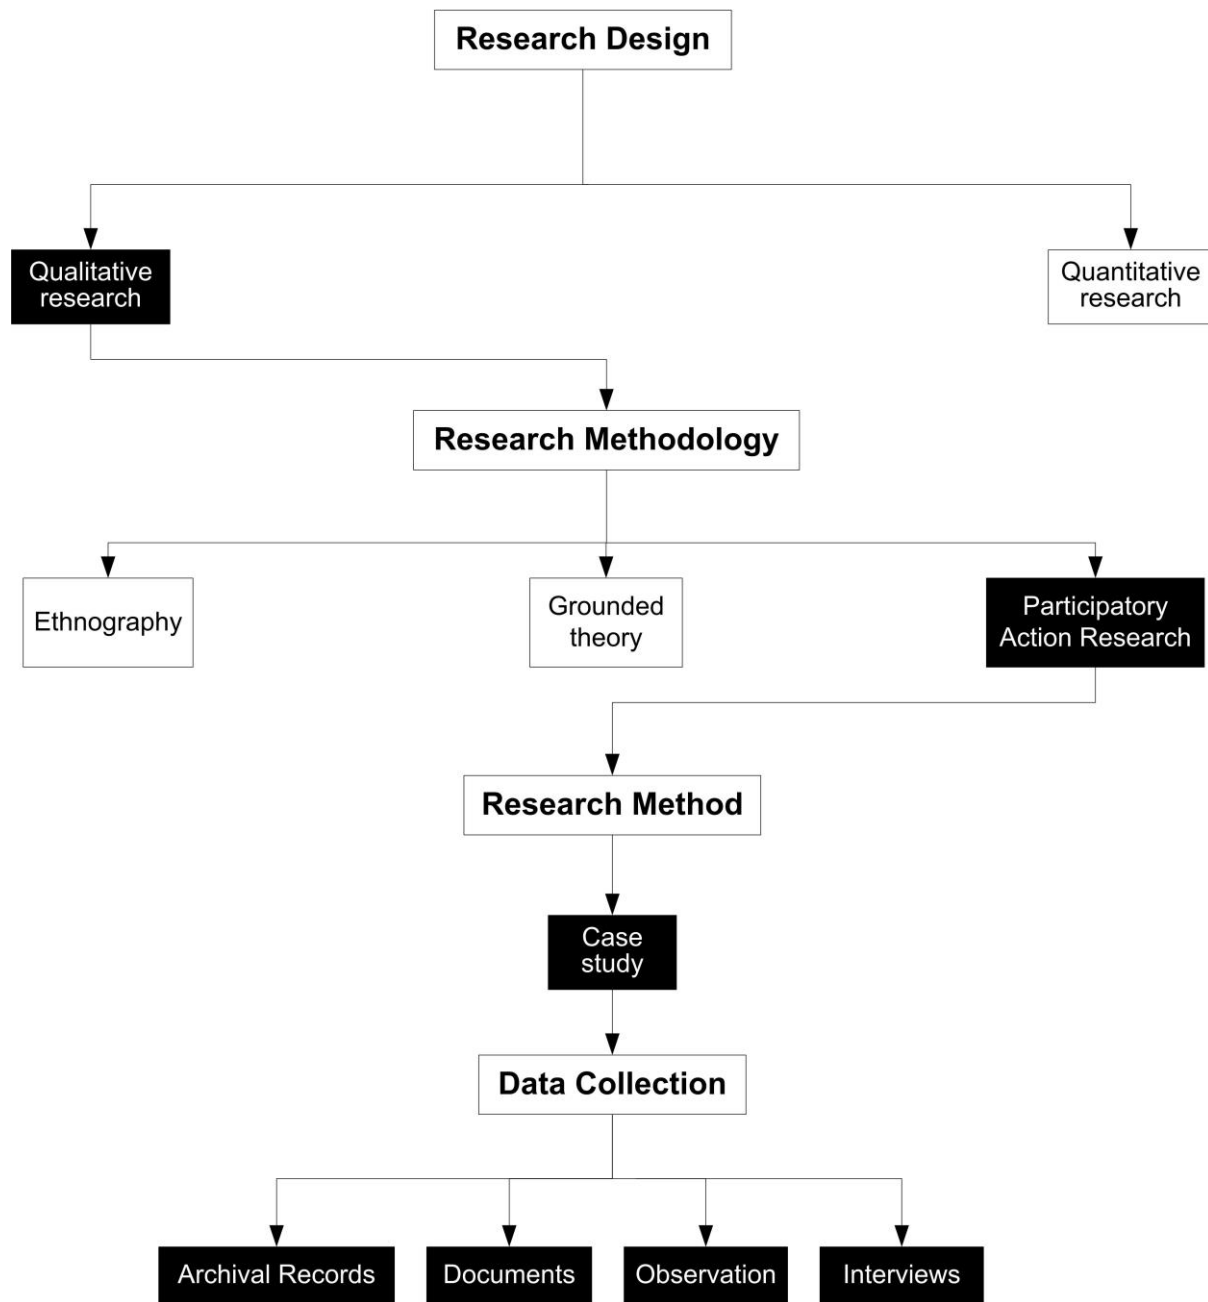 Research Design
Qualitative
research
Quantitative
research
Research Methodology
Ethnography
Grounded
theory
Participatory
Action Research
Research Method
Case
study
Data Collection
Archival Records
Documents
Observation
Interviews